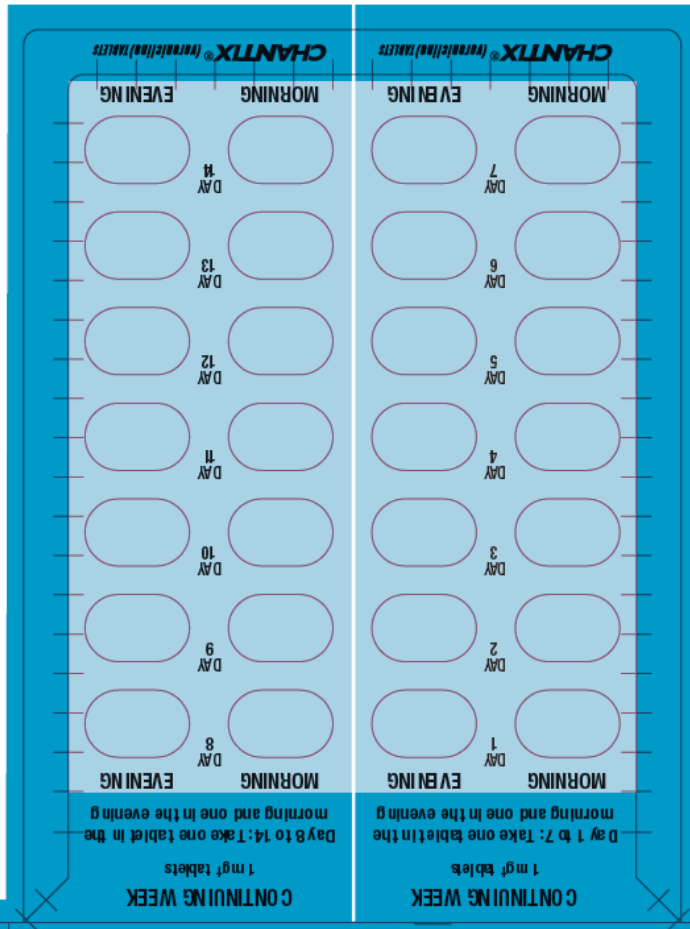 CONTINUING WEEK
1 mg† tablets
Day 1 to 7: Take one tablet in the
morning and one in the evening
MORNING EVENING
DAY
1
DAY
2
DAY
3
DAY
4
DAY
5
DAY
6
DAY
7
MORNING EVENING
CHANTIX® (varenicline) TABLETS
CONTINUING WEEK
1 mg† tablets
Day 8 to 14: Take one tablet in the
morning and one in the evening
MORNING EVENING
DAY
8
DAY
9
DAY
10
DAY
11
DAY
12
DAY
13
DAY
14
MORNING EVENING
CHANTIX® (varenicline) TABLETS